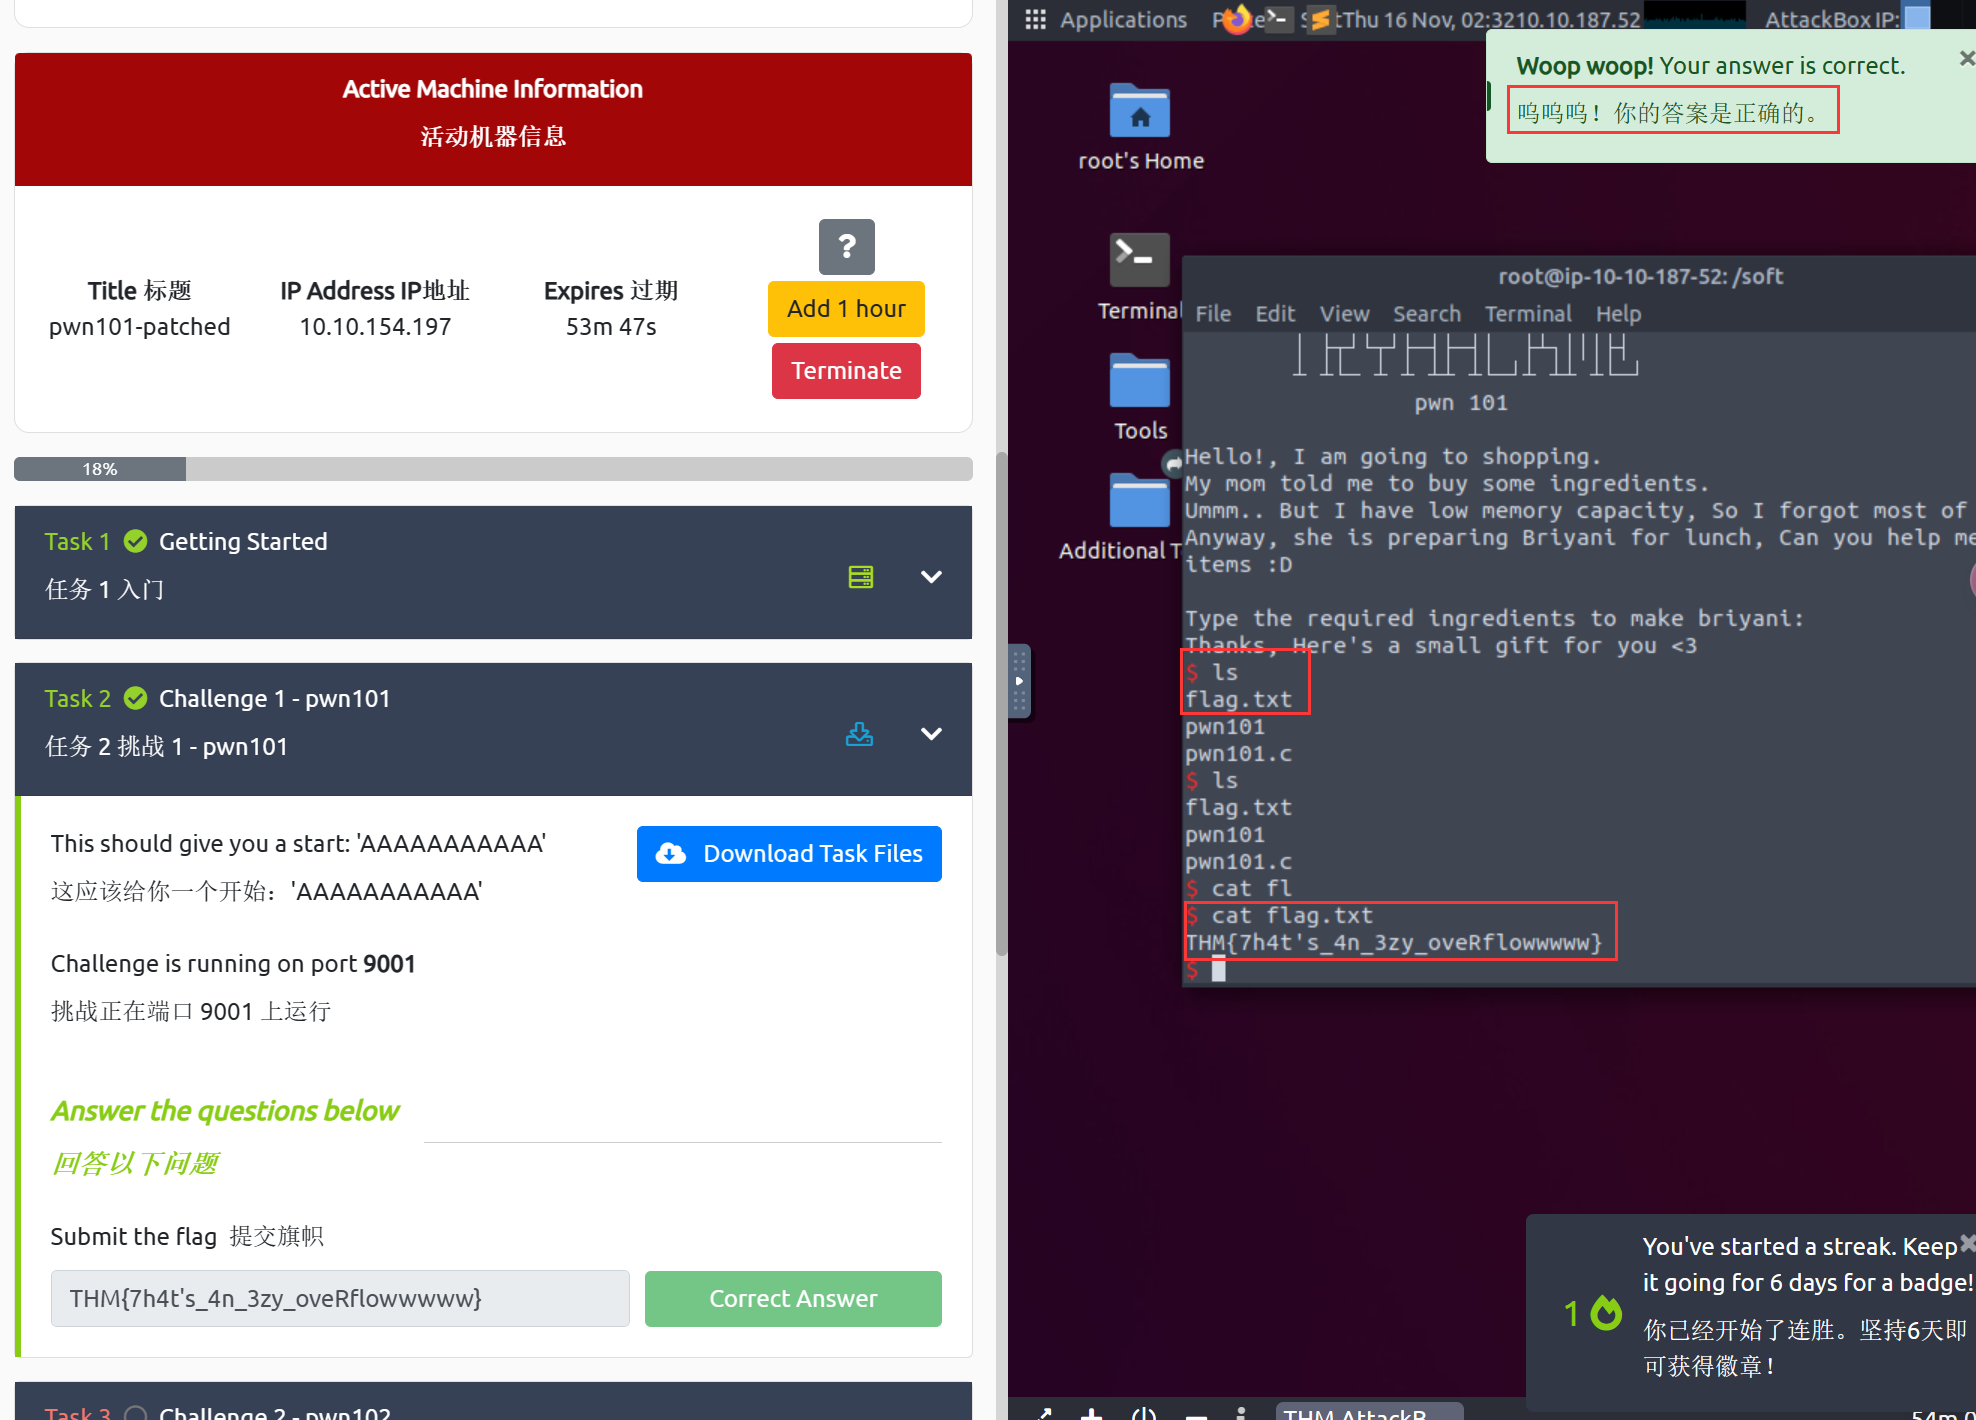 Active Machine Information
活动机器信息
Title 标题
pwn101-patched
IP Address IP地址
10.10.154.197
Expires 过期
53m 47s
?
Add 1 hour
Terminate
18%
Task 1 Getting Started
任务 1 入门
Task 2 Challenge 1 - pwn101
任务 2 挑战 1 - pwn101
This should give you a start: 'AAAAAAAAAAA'
这应该给你一个开始：'AAAAAAAAAAA'
Download Task Files
Challenge is running on port 9001
挑战正在端口 9001 上运行
Answer the questions below
回答以下问题
Submit the flag 提交旗帜
THM{7h4t's_4n_3zy_oveRflowwwww}
Correct Answer
Task 3 Challenge 2 - pwn102
Applications
Thu 16 Nov, 02:32
10.10.187.52
AttackBox IP:
Woop woop! Your answer is correct.
呜呜呜！你的答案是正确的。
root's Home
Terminal
Tools
Additional T
root@ip-10-10-187-52: /soft
File Edit View Search Terminal Help
pwn 101
Hello!, I am going to shopping.
My mom told me to buy some ingredients.
Ummm.. But I have low memory capacity, So I forgot most of
Anyway, she is preparing Briyani for lunch, Can you help me
items :D
Type the required ingredients to make briyani:
Thanks, Here's a small gift for you <3
$ ls
flag.txt
pwn101
pwn101.c
$ ls
flag.txt
pwn101
pwn101.c
$ cat fl
$ cat flag.txt
THM{7h4t's_4n_3zy_oveRflowwwww}
$
1
You've started a streak. Keep
it going for 6 days for a badge!
你已经开始了连胜。坚持6天即
可获得徽章！
THM AttackB
54m